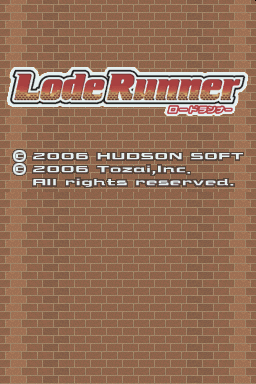 Lode Runner
ロードランナー
© 2006 HUDSON SOFT
© 2006 Tozai,Inc.
All rights reserved.